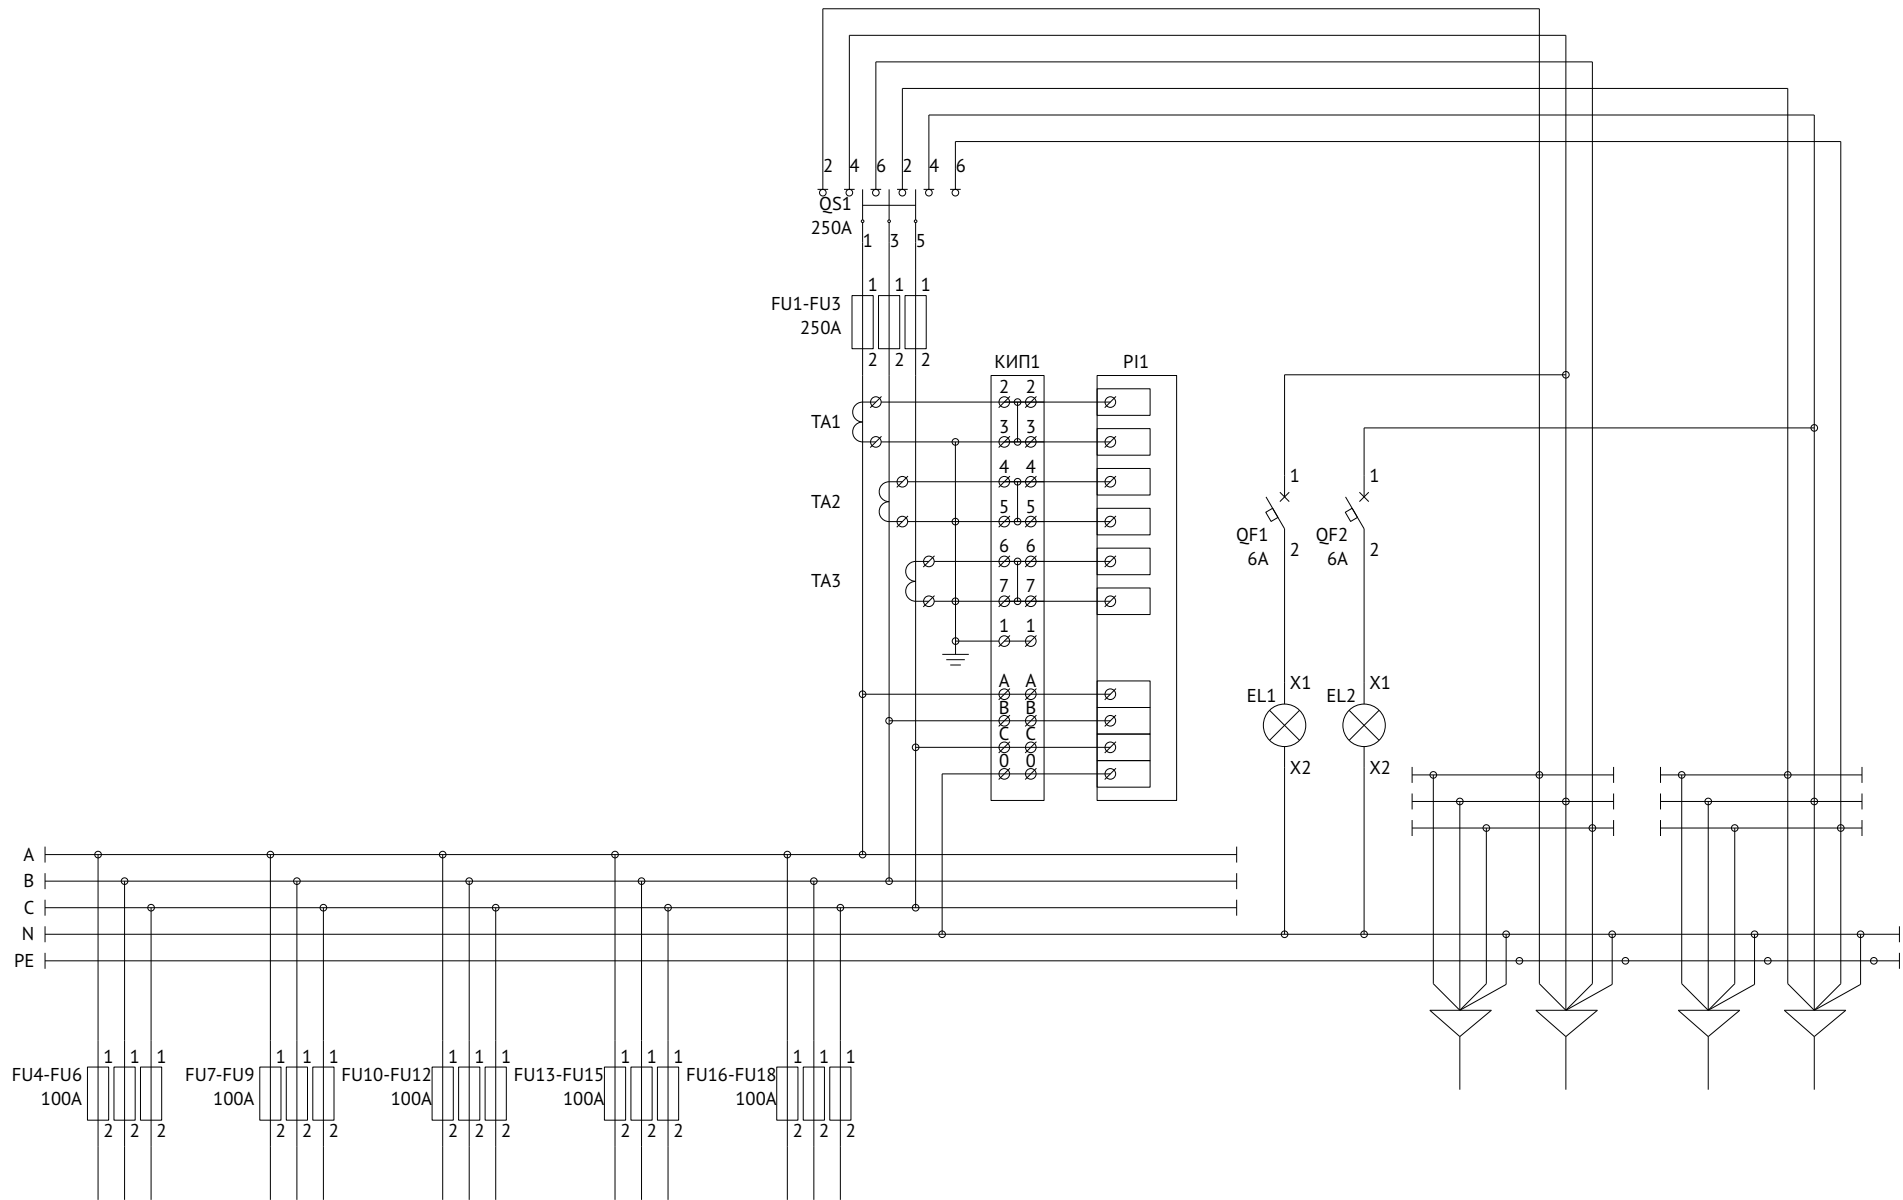 2 4 6 2 4 6
QS1
250A
1 3 5
1 1 1
FU1-FU3
250A
2 2 2
КИП1
PI1
2 2
TA1
3 3
4 4
TA2
5 5
6 6
TA3
7 7
1 1
A A
B B
C C
0 0
1
QF1
6A
2
1
QF2
6A
2
X1
EL1
X2
X1
EL2
X2
A
B
C
N
PE
1 1 1
FU4-FU6
100A
2 2 2
1 1 1
FU7-FU9
100A
2 2 2
1 1 1
FU10-FU12
100A
2 2 2
1 1 1
FU13-FU15
100A
2 2 2
1 1 1
FU16-FU18
100A
2 2 2